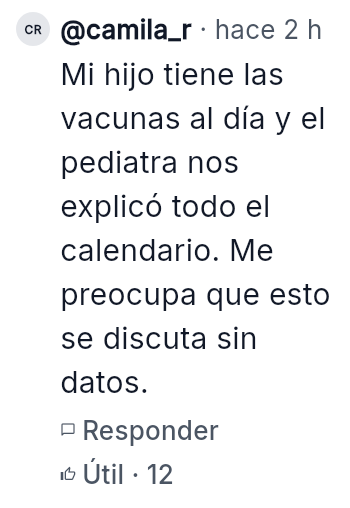 CR @camila_r · hace 2 h
Mi hijo tiene las
vacunas al día y el
pediatra nos
explicó todo el
calendario. Me
preocupa que esto
se discuta sin
datos.
Responder
Útil · 12